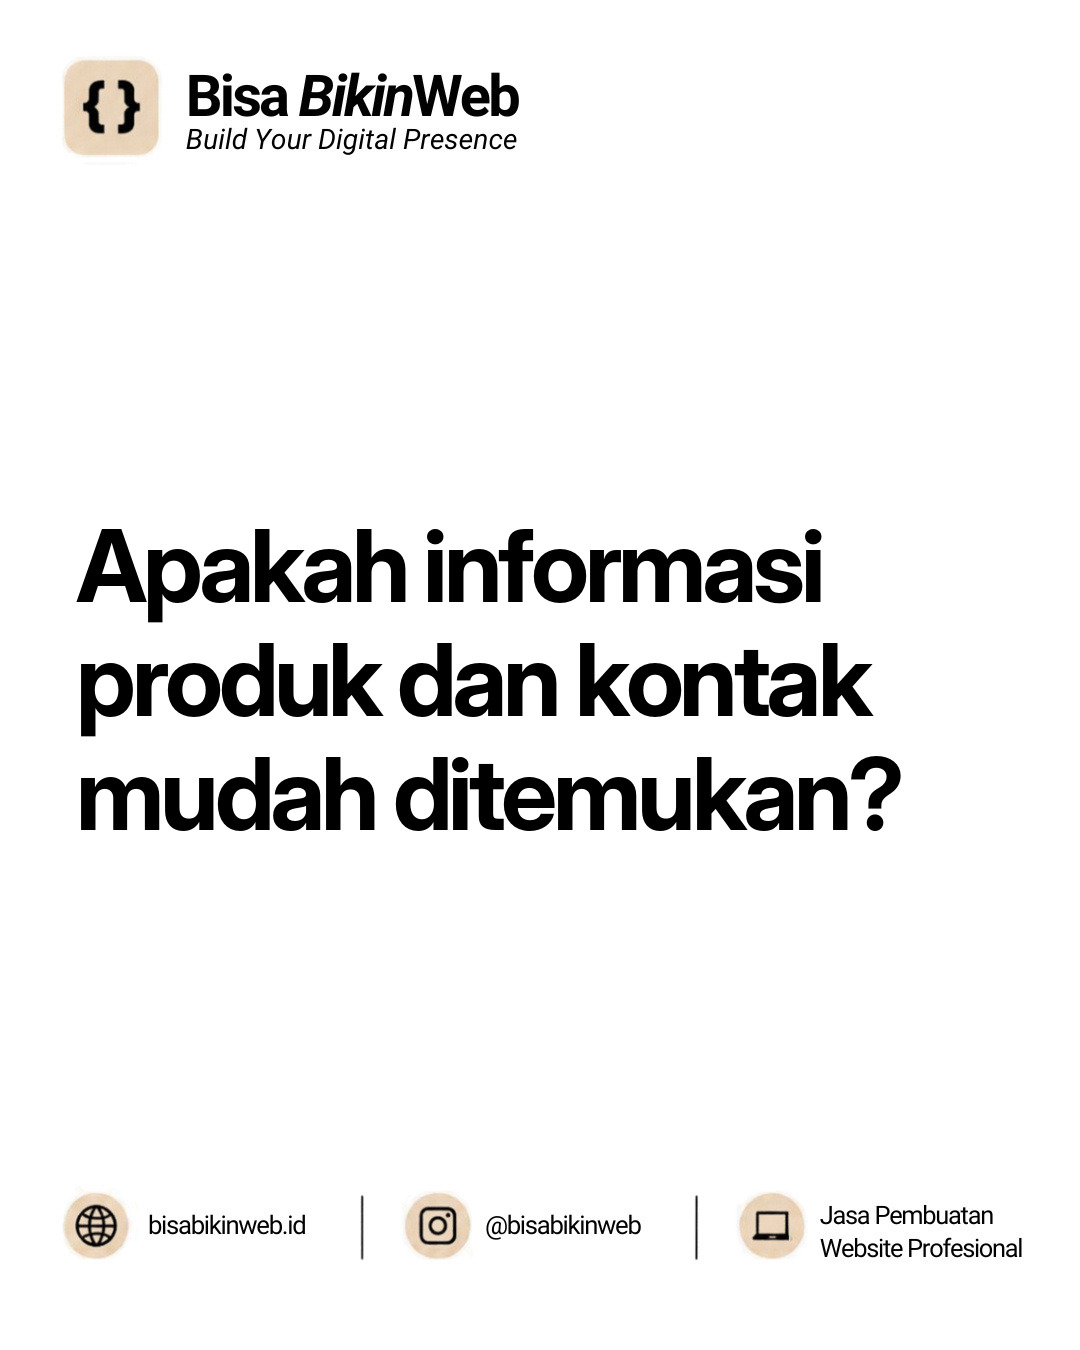 { }
Bisa BikinWeb
Build Your Digital Presence
Apakah informasi
produk dan kontak
mudah ditemukan?
bisabikinweb.id
@bisabikinweb
Jasa Pembuatan
Website Profesional